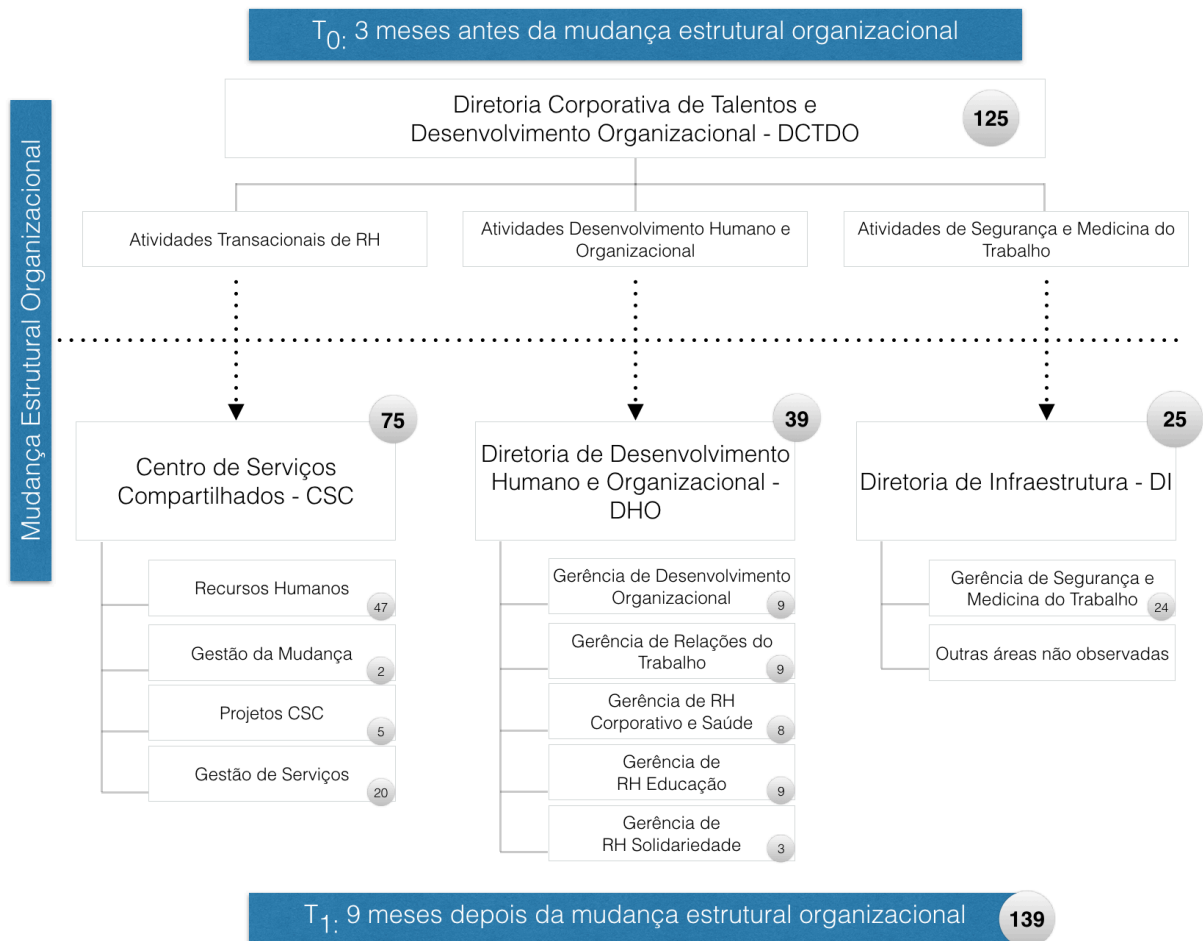 T0: 3 meses antes da mudança estrutural organizacional
Mudança Estrutural Organizacional
Diretoria Corporativa de Talentos e
Desenvolvimento Organizacional - DCTDO
125
Atividades Transacionais de RH
Atividades Desenvolvimento Humano e
Organizacional
Atividades de Segurança e Medicina do
Trabalho
75
Centro de Serviços
Compartilhados - CSC
Recursos Humanos
47
Gestão da Mudança
2
Projetos CSC
5
Gestão de Serviços
20
39
Diretoria de Desenvolvimento
Humano e Organizacional -
DHO
Gerência de Desenvolvimento
Organizacional
9
Gerência de Relações do
Trabalho
9
Gerência de RH
Corporativo e Saúde
8
Gerência de
RH Educação
9
Gerência de
RH Solidariedade
3
25
Diretoria de Infraestrutura - DI
Gerência de Segurança e
Medicina do Trabalho
24
Outras áreas não observadas
T1: 9 meses depois da mudança estrutural organizacional
139